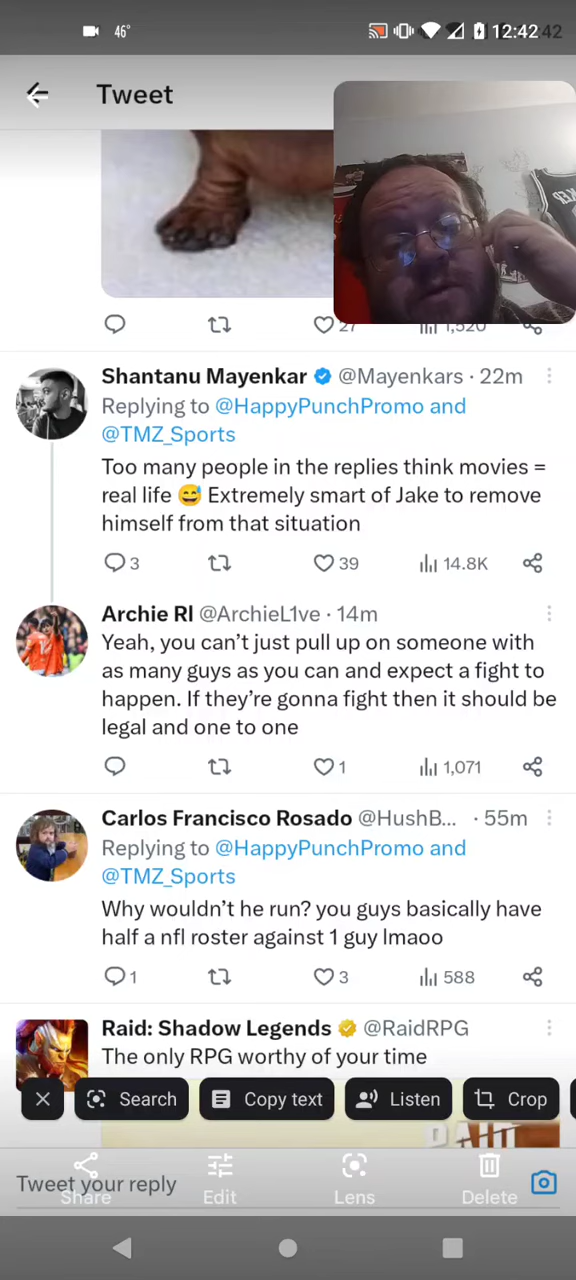 46°
12:42
42
Tweet
27
1,520
Shantanu Mayenkar @Mayenkars · 22m
Replying to @HappyPunchPromo and
@TMZ_Sports
Too many people in the replies think movies =
real life 😅 Extremely smart of Jake to remove
himself from that situation
3 39 14.8K
Archie Rl @ArchieL1ve · 14m
Yeah, you can’t just pull up on someone with
as many guys as you can and expect a fight to
happen. If they’re gonna fight then it should be
legal and one to one
1 1,071
Carlos Francisco Rosado @HushB... · 55m
Replying to @HappyPunchPromo and
@TMZ_Sports
Why wouldn’t he run? you guys basically have
half a nfl roster against 1 guy lmaoo
1 3 588
Raid: Shadow Legends @RaidRPG
The only RPG worthy of your time
Search Copy text Listen Crop
Tweet your reply
Share Edit Lens Delete